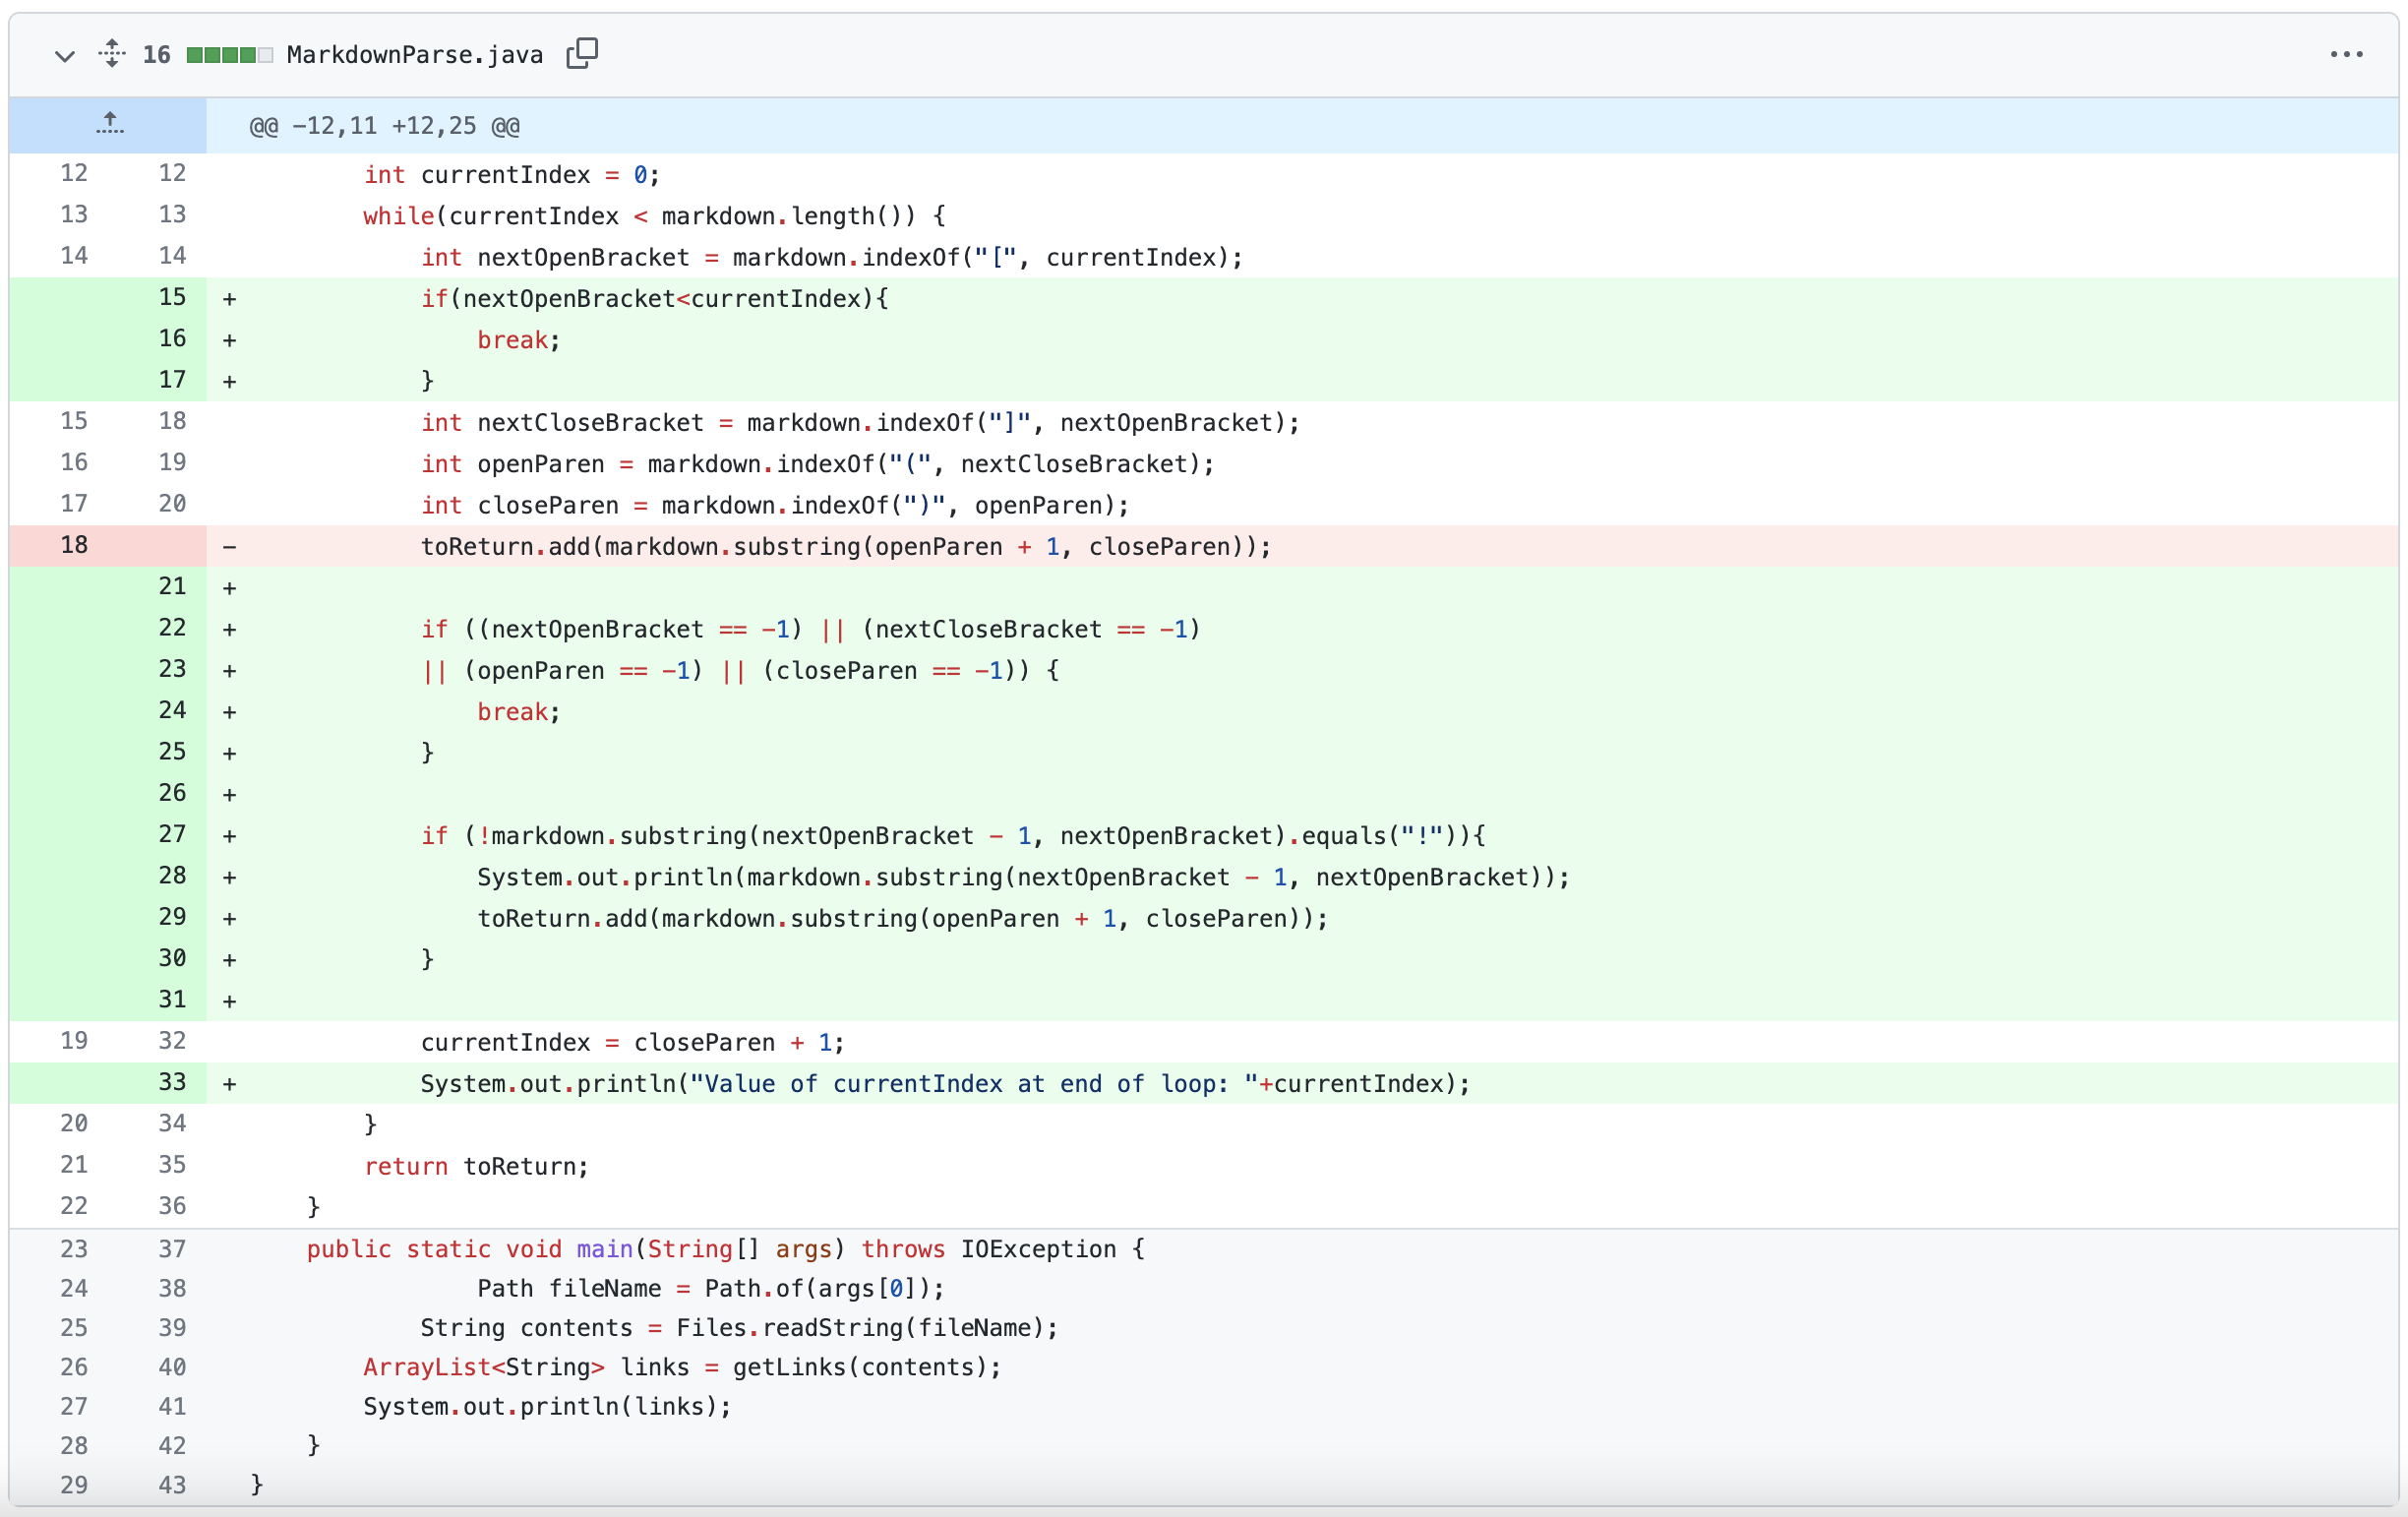 16 MarkdownParse.java
@@ -12,11 +12,25 @@
12 12 int currentIndex = 0;
13 13 while(currentIndex < markdown.length()) {
14 14 int nextOpenBracket = markdown.indexOf("[", currentIndex);
15 + if(nextOpenBracket<currentIndex){
16 + break;
17 + }
15 18 int nextCloseBracket = markdown.indexOf("]", nextOpenBracket);
16 19 int openParen = markdown.indexOf("(", nextCloseBracket);
17 20 int closeParen = markdown.indexOf(")", openParen);
18 - toReturn.add(markdown.substring(openParen + 1, closeParen));
21 +
22 + if ((nextOpenBracket == -1) || (nextCloseBracket == -1)
23 + || (openParen == -1) || (closeParen == -1)) {
24 + break;
25 + }
26 +
27 + if (!markdown.substring(nextOpenBracket - 1, nextOpenBracket).equals("!")){
28 + System.out.println(markdown.substring(nextOpenBracket - 1, nextOpenBracket));
29 + toReturn.add(markdown.substring(openParen + 1, closeParen));
30 + }
31 +
19 32 currentIndex = closeParen + 1;
33 + System.out.println("Value of currentIndex at end of loop: "+currentIndex);
20 34 }
21 35 return toReturn;
22 36 }
23 37 public static void main(String[] args) throws IOException {
24 38 Path fileName = Path.of(args[0]);
25 39 String contents = Files.readString(fileName);
26 40 ArrayList<String> links = getLinks(contents);
27 41 System.out.println(links);
28 42 }
29 43 }